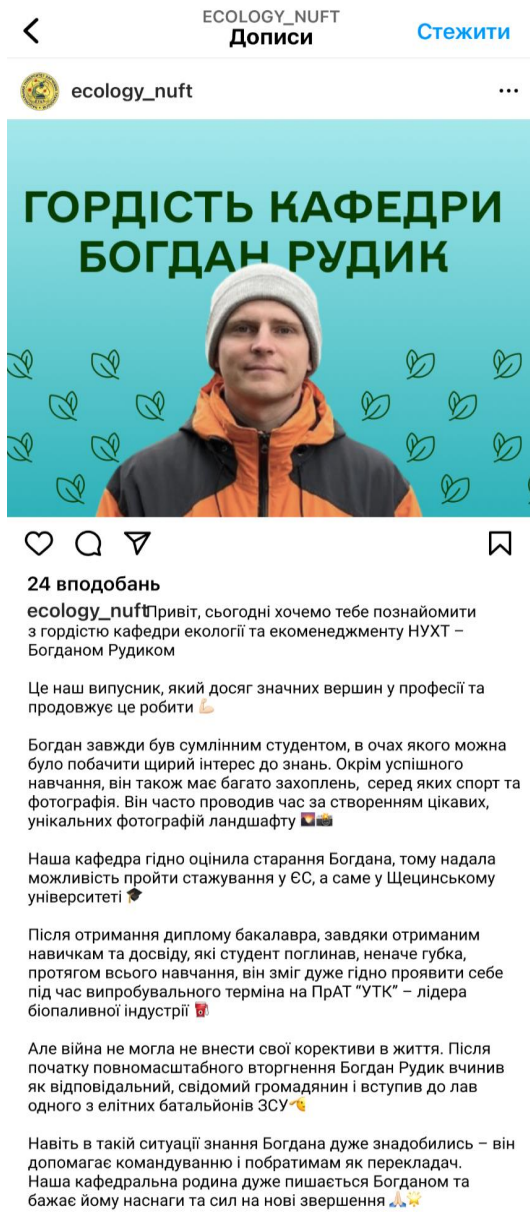 ECOLOGY_NUFT
Дописи
Стежити
ecology_nuft
ГОРДІСТЬ КАФЕДРИ
БОГДАН РУДИК
24 вподобань
ecology_nuft Привіт, сьогодні хочемо тебе познайомити
з гордістю кафедри екології та екоменеджменту НУХТ –
Богданом Рудиком
Це наш випусник, який досяг значних вершин у професії та
продовжує це робити 💪🏻
Богдан завжди був сумлінним студентом, в очах якого можна
було побачити щирий інтерес до знань. Окрім успішного
навчання, він також має багато захоплень, серед яких спорт та
фотографія. Він часто проводив час за створенням цікавих,
унікальних фотографій ландшафту 🌄📸
Наша кафедра гідно оцінила старання Богдана, тому надала
можливість пройти стажування у ЄС, а саме у Щецинському
університеті 🎓
Після отримання диплому бакалавра, завдяки отриманим
навичкам та досвіду, які студент поглинав, неначе губка,
протягом всього навчання, він зміг дуже гідно проявити себе
під час випробувального терміна на ПрАТ “УТК” – лідера
біопаливної індустрії ⛽
Але війна не могла не внести свої корективи в життя. Після
початку повномасштабного вторгнення Богдан Рудик вчинив
як відповідальний, свідомий громадянин і вступив до лав
одного з елітних батальйонів ЗСУ🫡
Навіть в такій ситуації знання Богдана дуже знадобились – він
допомагає командуванню і побратимам як перекладач.
Наша кафедральна родина дуже пишається Богданом та
бажає йому наснаги та сил на нові звершення 🙏🏻🌟